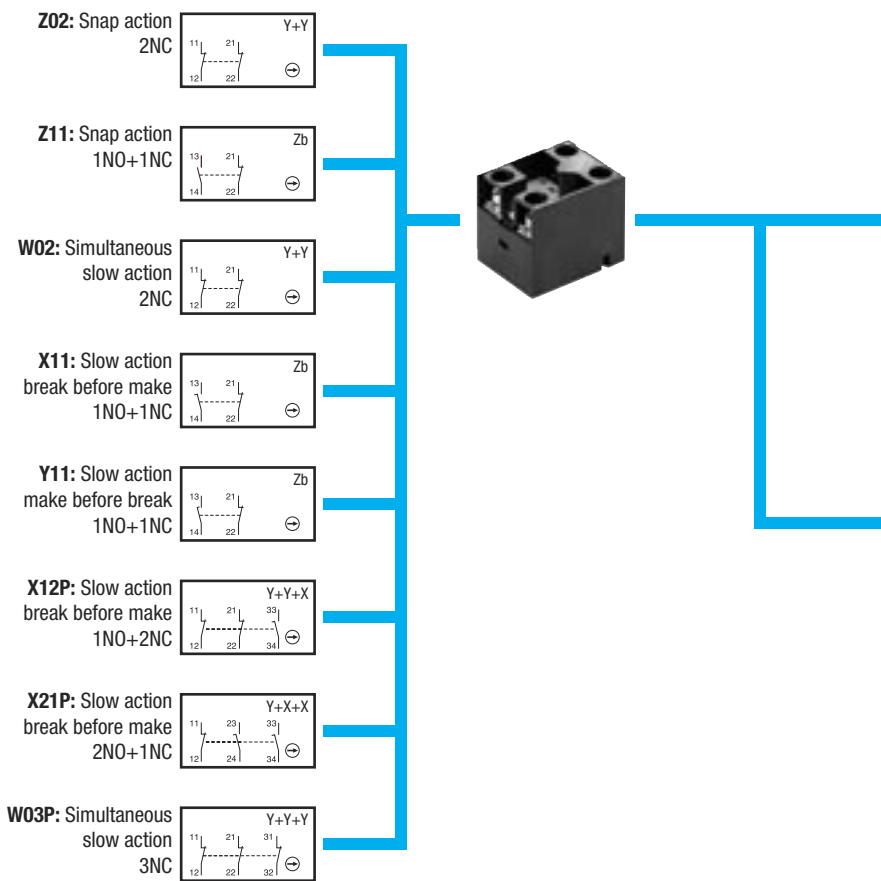 Z02: Snap action
2NC
Y+Y
11 21
12 22
Z11: Snap action
1NO+1NC
Zb
13 21
14 22
W02: Simultaneous
slow action
2NC
Y+Y
11 21
12 22
X11: Slow action
break before make
1NO+1NC
Zb
13 21
14 22
Y11: Slow action
make before break
1NO+1NC
Zb
13 21
14 22
X12P: Slow action
break before make
1NO+2NC
Y+Y+X
11 21 33
12 22 34
X21P: Slow action
break before make
2NO+1NC
Y+X+X
11 23 33
12 24 34
W03P: Simultaneous
slow action
3NC
Y+Y+Y
11 21 31
12 22 32